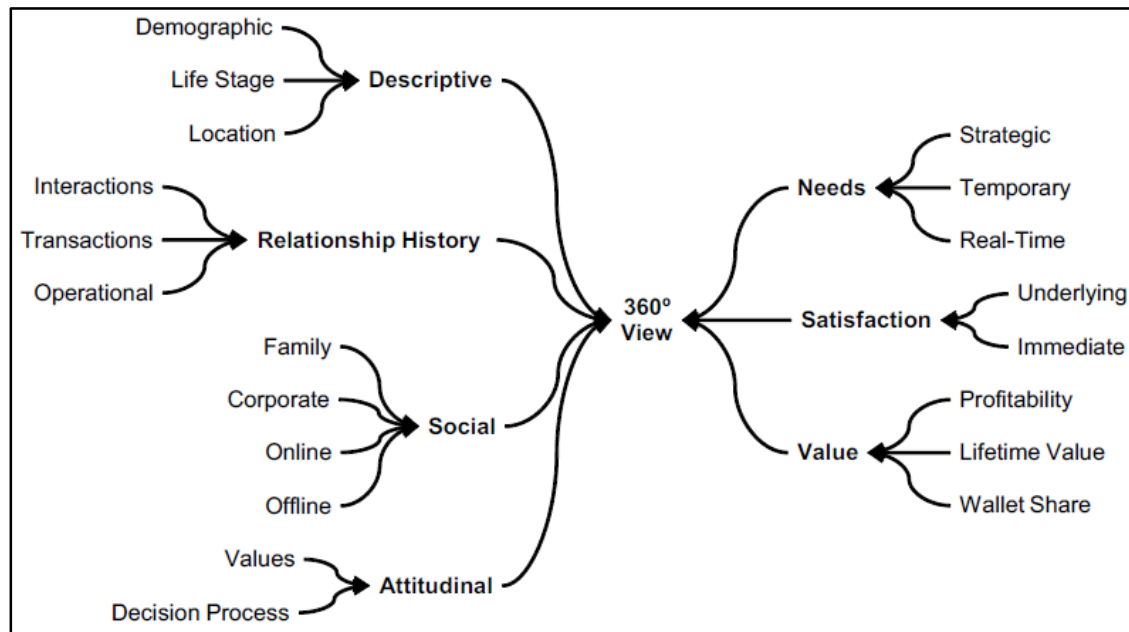 Demographic
Life Stage
Location
Descriptive
Interactions
Transactions
Operational
Relationship History
Family
Corporate
Online
Offline
Social
Values
Decision Process
Attitudinal
360º
View
Needs
Strategic
Temporary
Real-Time
Satisfaction
Underlying
Immediate
Value
Profitability
Lifetime Value
Wallet Share